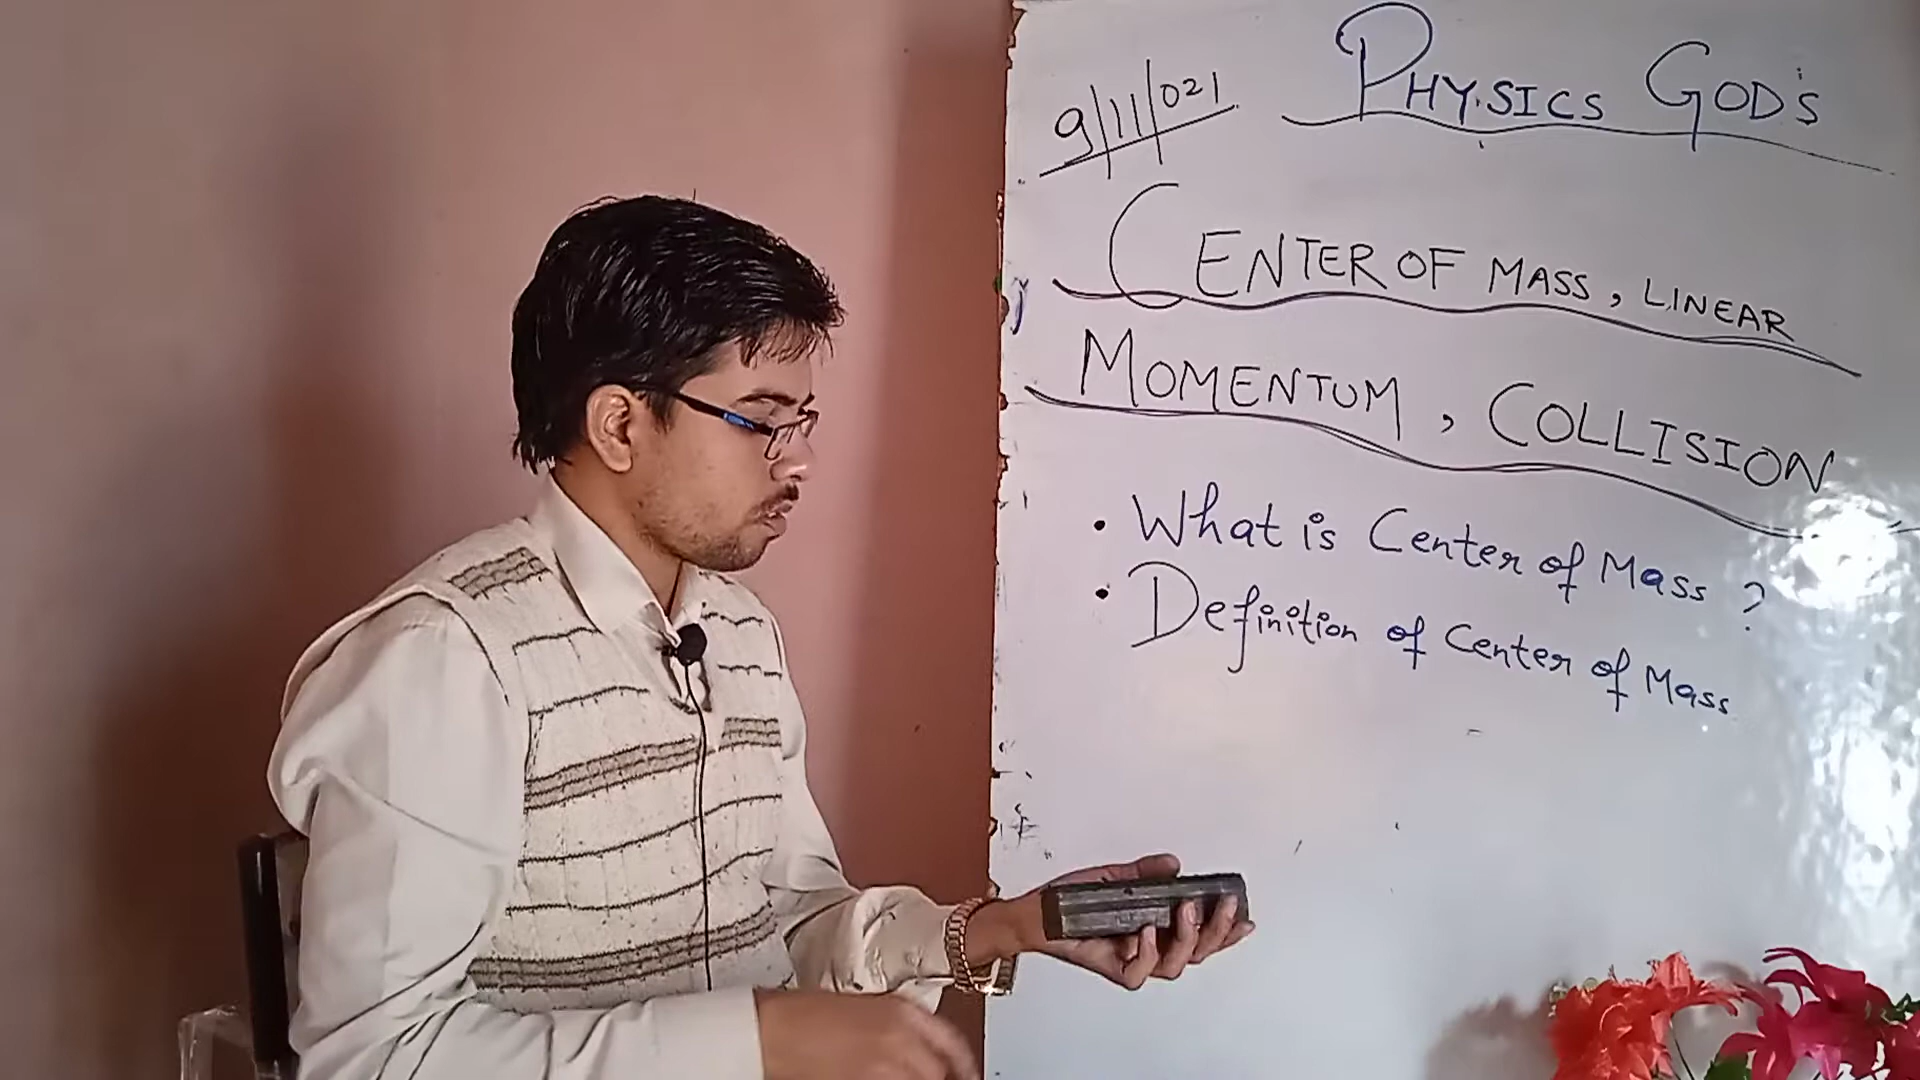 9/11/021
PHYSICS GOD'S
CENTER OF MASS, LINEAR
MOMENTUM, COLLISION
• What is Center of Mass ?
• Definition of Center of Mass